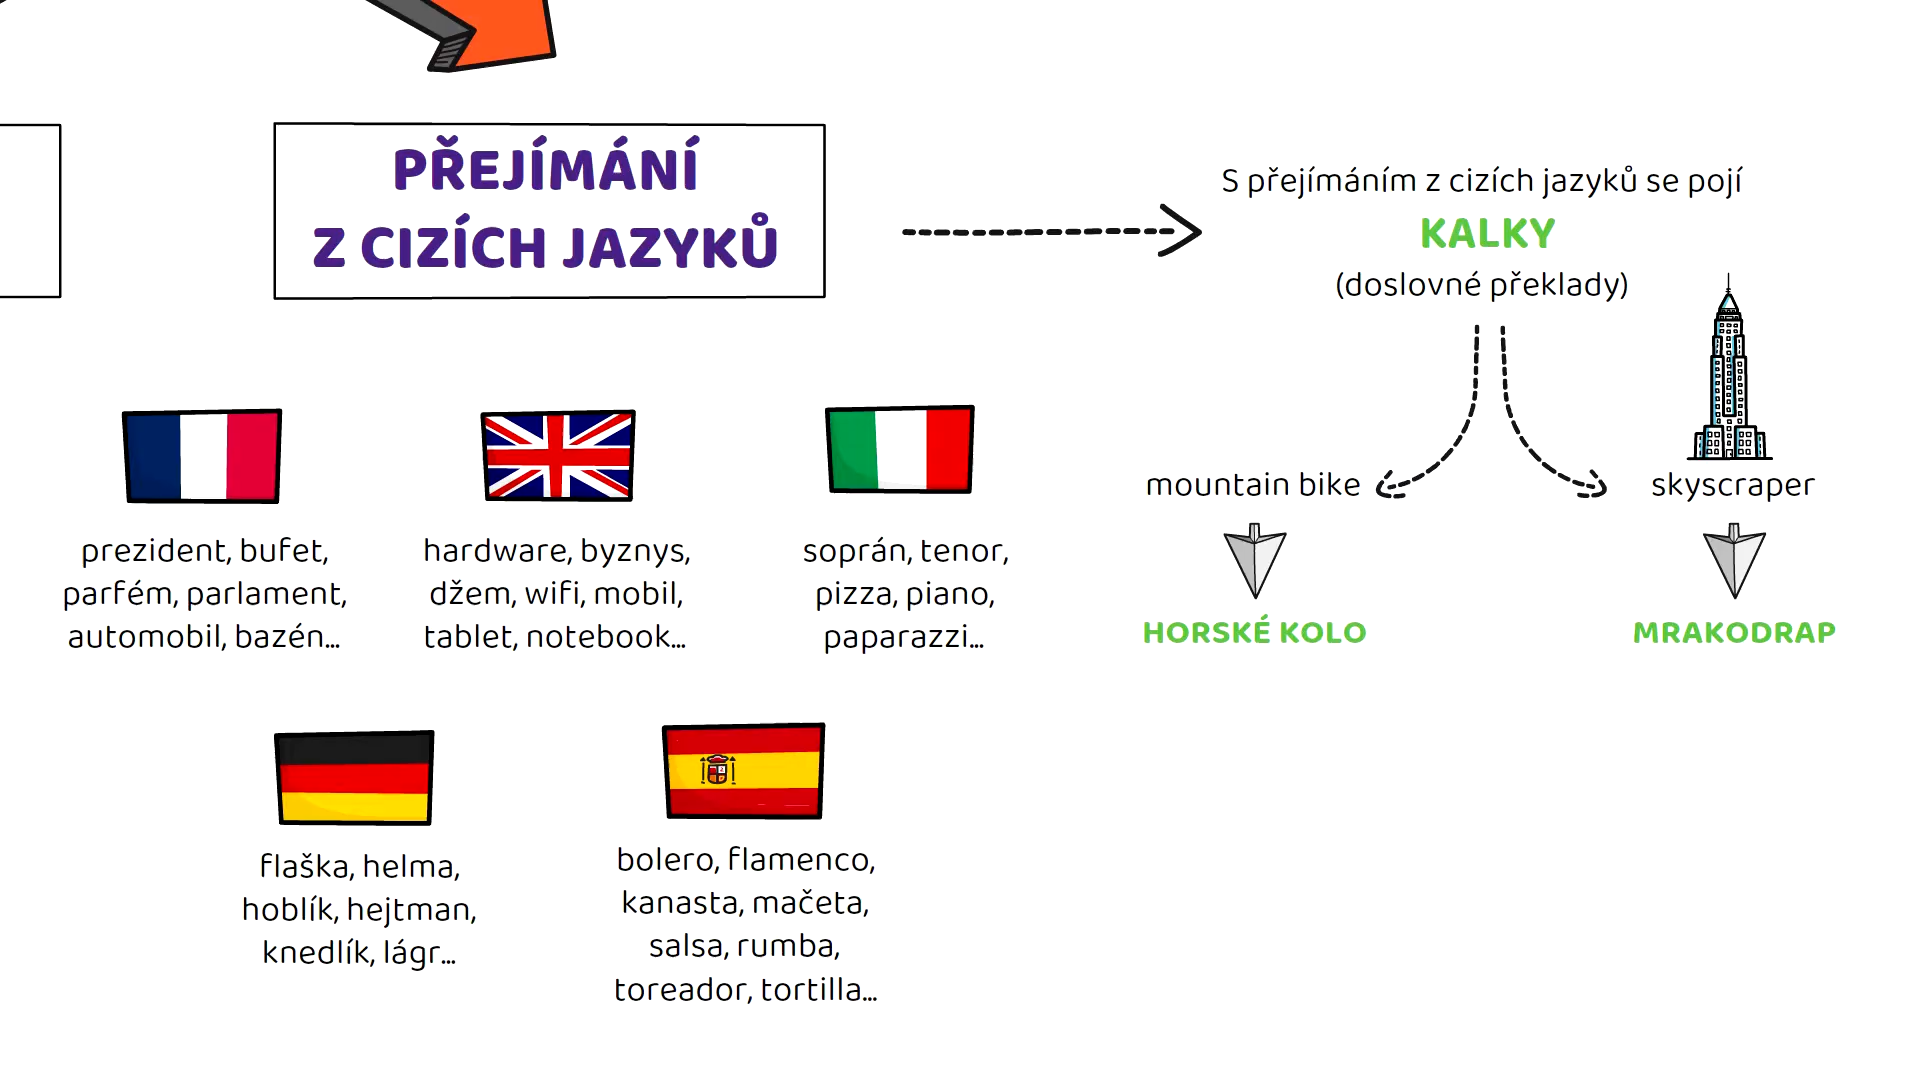 PŘEJÍMÁNÍ
Z CIZÍCH JAZYKŮ
S přejímáním z cizích jazyků se pojí
KALKY
(doslovné překlady)
prezident, bufet,
parfém, parlament,
automobil, bazén...
hardware, byznys,
džem, wifi, mobil,
tablet, notebook...
soprán, tenor,
pizza, piano,
paparazzi...
mountain bike
HORSKÉ KOLO
skyscraper
MRAKODRAP
flaška, helma,
hoblík, hejtman,
knedlík, lágr...
bolero, flamenco,
kanasta, mačeta,
salsa, rumba,
toreador, tortilla...